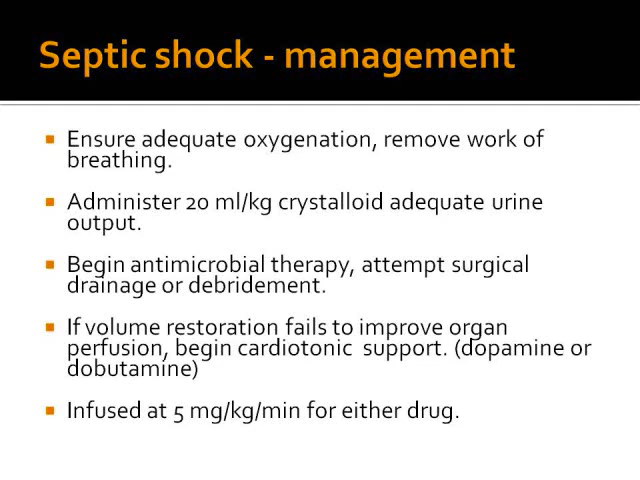 Septic shock - management
Ensure adequate oxygenation, remove work of
breathing.
Administer 20 ml/kg crystalloid adequate urine
output.
Begin antimicrobial therapy, attempt surgical
drainage or debridement.
If volume restoration fails to improve organ
perfusion, begin cardiotonic  support. (dopamine or
dobutamine)
Infused at 5 mg/kg/min for either drug.